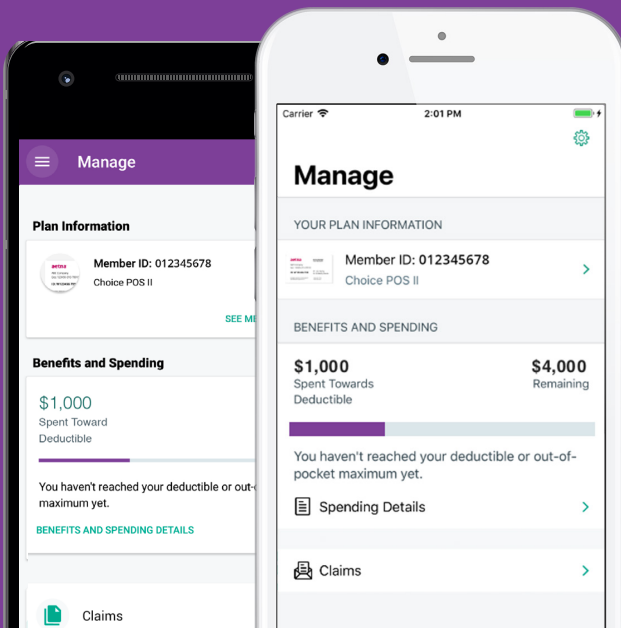 Manage
Plan Information
aetna
Member ID: 012345678
Choice POS II
SEE ME
Benefits and Spending
$1,000
Spent Toward
Deductible
You haven't reached your deductible or out-
maximum yet.
BENEFITS AND SPENDING DETAILS
Claims
Carrier
2:01 PM
Manage
YOUR PLAN INFORMATION
Member ID: 012345678
Choice POS II
BENEFITS AND SPENDING
$1,000
$4,000
Spent Towards
Remaining
Deductible
You haven't reached your deductible or out-of-
pocket maximum yet.
Spending Details
Claims